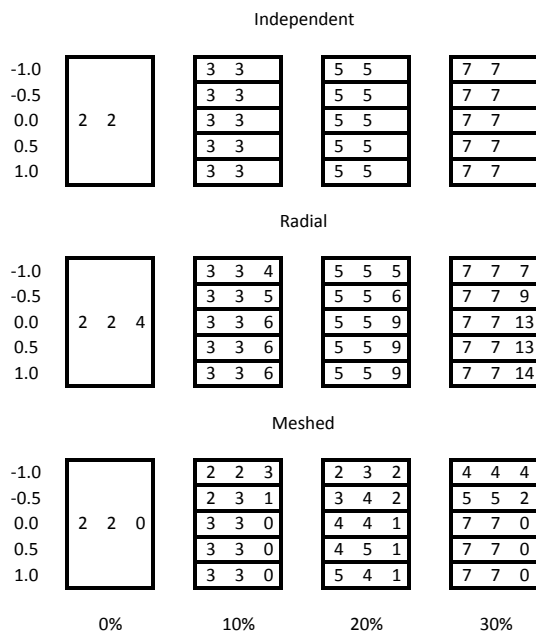 Independent
-1.0 3 3 5 5 7 7
-0.5 3 3 5 5 7 7
0.0 2 2 3 3 5 5 7 7
0.5 3 3 5 5 7 7
1.0 3 3 5 5 7 7
Radial
-1.0 3 3 4 5 5 5 7 7 7
-0.5 3 3 5 5 5 6 7 7 9
0.0 2 2 4 3 3 6 5 5 9 7 7 13
0.5 3 3 6 5 5 9 7 7 13
1.0 3 3 6 5 5 9 7 7 14
Meshed
-1.0 2 2 3 2 3 2 4 4 4
-0.5 2 3 1 3 4 2 5 5 2
0.0 2 2 0 3 3 0 4 4 1 7 7 0
0.5 3 3 0 4 5 1 7 7 0
1.0 3 3 0 5 4 1 7 7 0
0% 10% 20% 30%